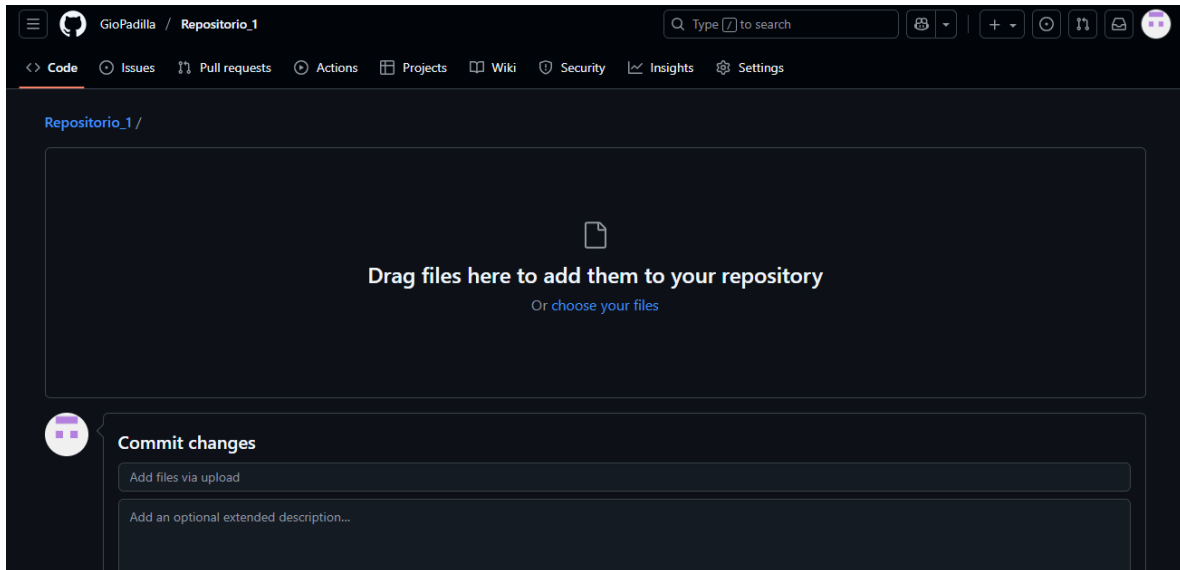 GioPadilla / Repositorio_1
Type / to search
<> Code Issues Pull requests Actions Projects Wiki Security Insights Settings
Repositorio_1 /
Drag files here to add them to your repository
Or choose your files
Commit changes
Add files via upload
Add an optional extended description...